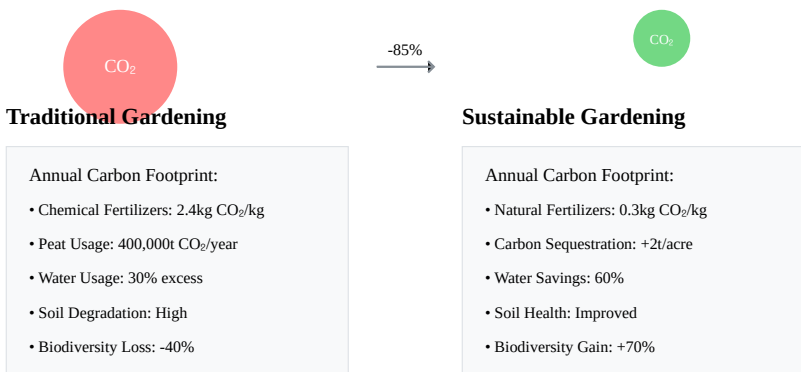 CO₂
-85%
CO₂
Traditional Gardening
Annual Carbon Footprint:
• Chemical Fertilizers: 2.4kg CO₂/kg
• Peat Usage: 400,000t CO₂/year
• Water Usage: 30% excess
• Soil Degradation: High
• Biodiversity Loss: -40%
Sustainable Gardening
Annual Carbon Footprint:
• Natural Fertilizers: 0.3kg CO₂/kg
• Carbon Sequestration: +2t/acre
• Water Savings: 60%
• Soil Health: Improved
• Biodiversity Gain: +70%